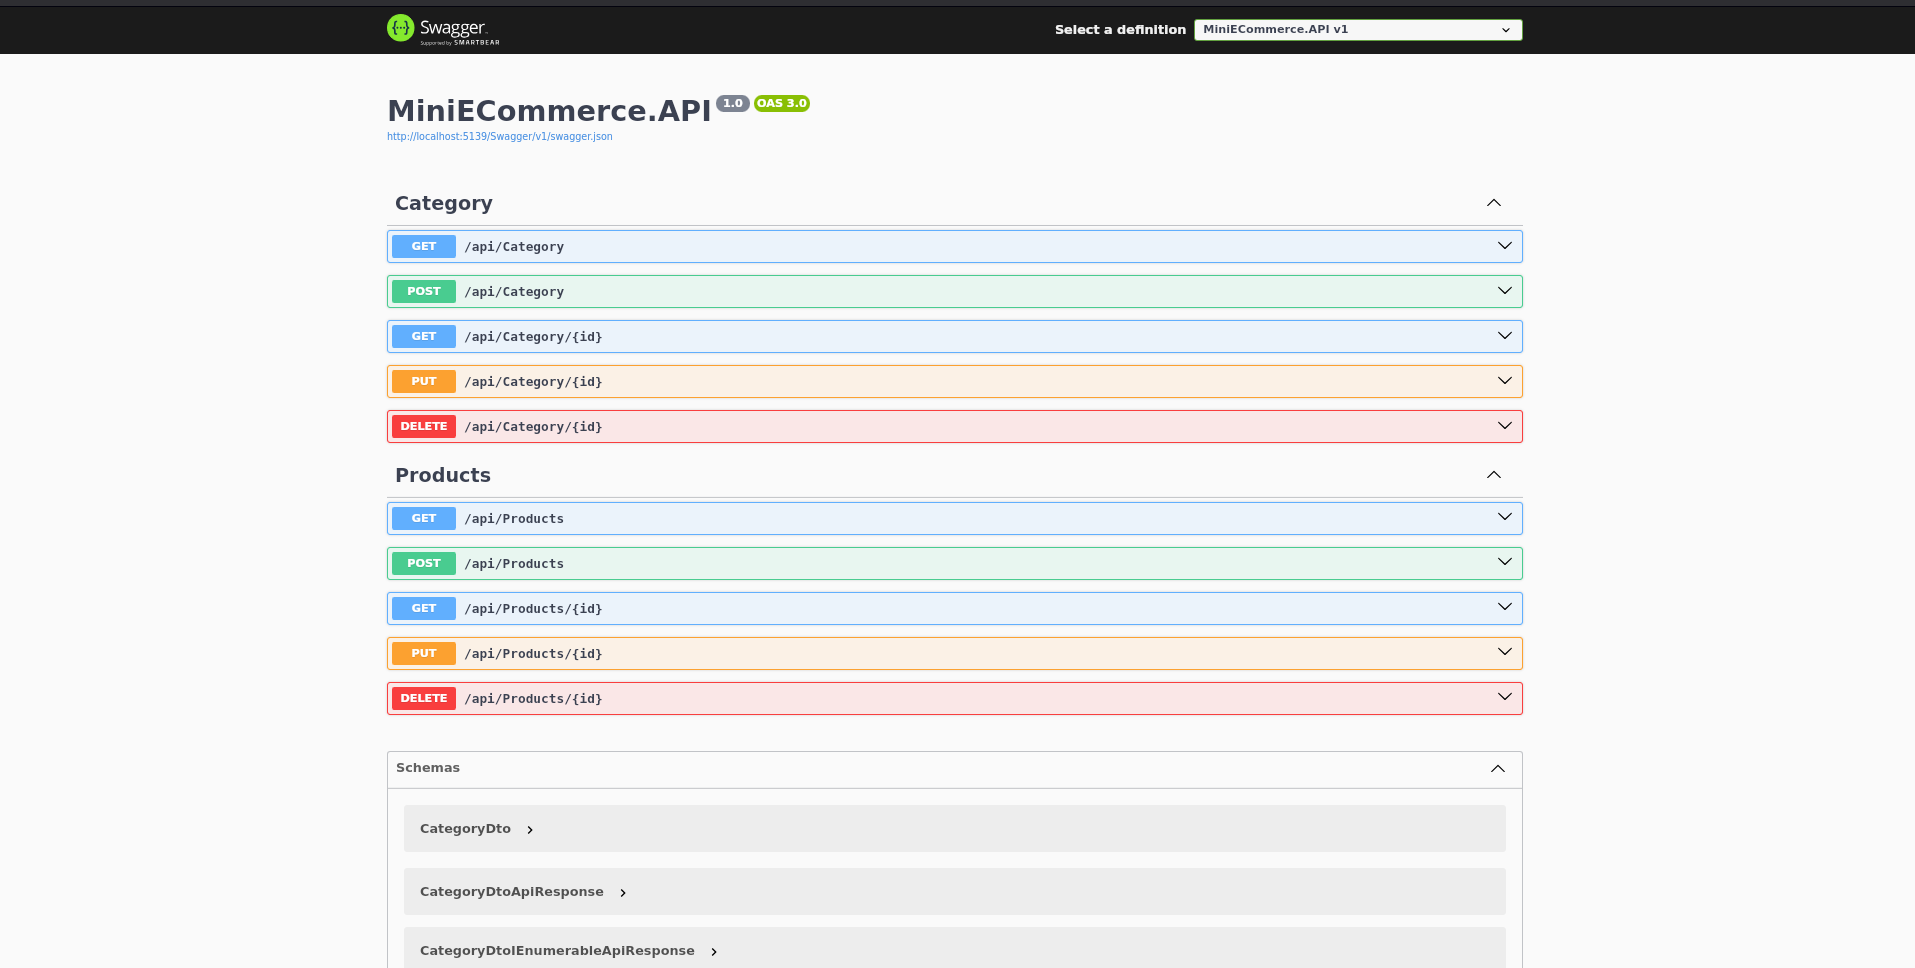 Swagger
Supported by SMARTBEAR
Select a definition
MiniECommerce.API v1
MiniECommerce.API 1.0 OAS 3.0
http://localhost:5139/Swagger/v1/swagger.json
Category
GET /api/Category
POST /api/Category
GET /api/Category/{id}
PUT /api/Category/{id}
DELETE /api/Category/{id}
Products
GET /api/Products
POST /api/Products
GET /api/Products/{id}
PUT /api/Products/{id}
DELETE /api/Products/{id}
Schemas
CategoryDto
CategoryDtoApiResponse
CategoryDtoIEnumerableApiResponse